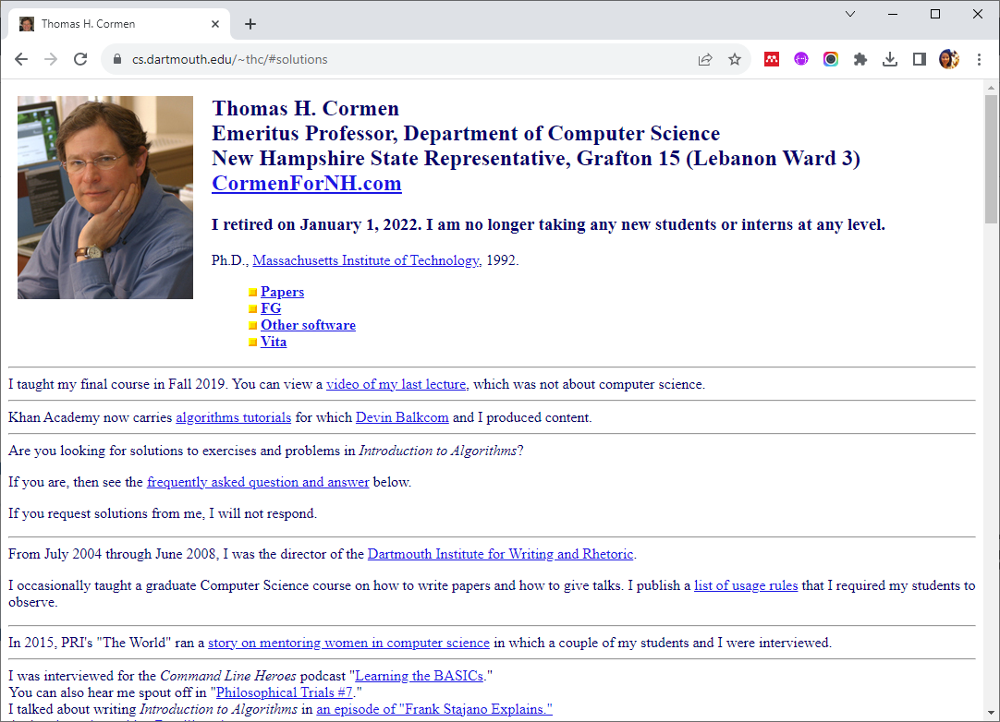 Thomas H. Cormen
cs.dartmouth.edu/~thc/#solutions
Thomas H. Cormen
Emeritus Professor, Department of Computer Science
New Hampshire State Representative, Grafton 15 (Lebanon Ward 3)
CormenForNH.com
I retired on January 1, 2022. I am no longer taking any new students or interns at any level.
Ph.D., Massachusetts Institute of Technology, 1992.
Papers
FG
Other software
Vita
I taught my final course in Fall 2019. You can view a video of my last lecture, which was not about computer science.
Khan Academy now carries algorithms tutorials for which Devin Balkcom and I produced content.
Are you looking for solutions to exercises and problems in Introduction to Algorithms?
If you are, then see the frequently asked question and answer below.
If you request solutions from me, I will not respond.
From July 2004 through June 2008, I was the director of the Dartmouth Institute for Writing and Rhetoric.
I occasionally taught a graduate Computer Science course on how to write papers and how to give talks. I publish a list of usage rules that I required my students to
observe.
In 2015, PRI's "The World" ran a story on mentoring women in computer science in which a couple of my students and I were interviewed.
I was interviewed for the Command Line Heroes podcast "Learning the BASICs."
You can also hear me spout off in "Philosophical Trials #7."
I talked about writing Introduction to Algorithms in an episode of "Frank Stajano Explains."